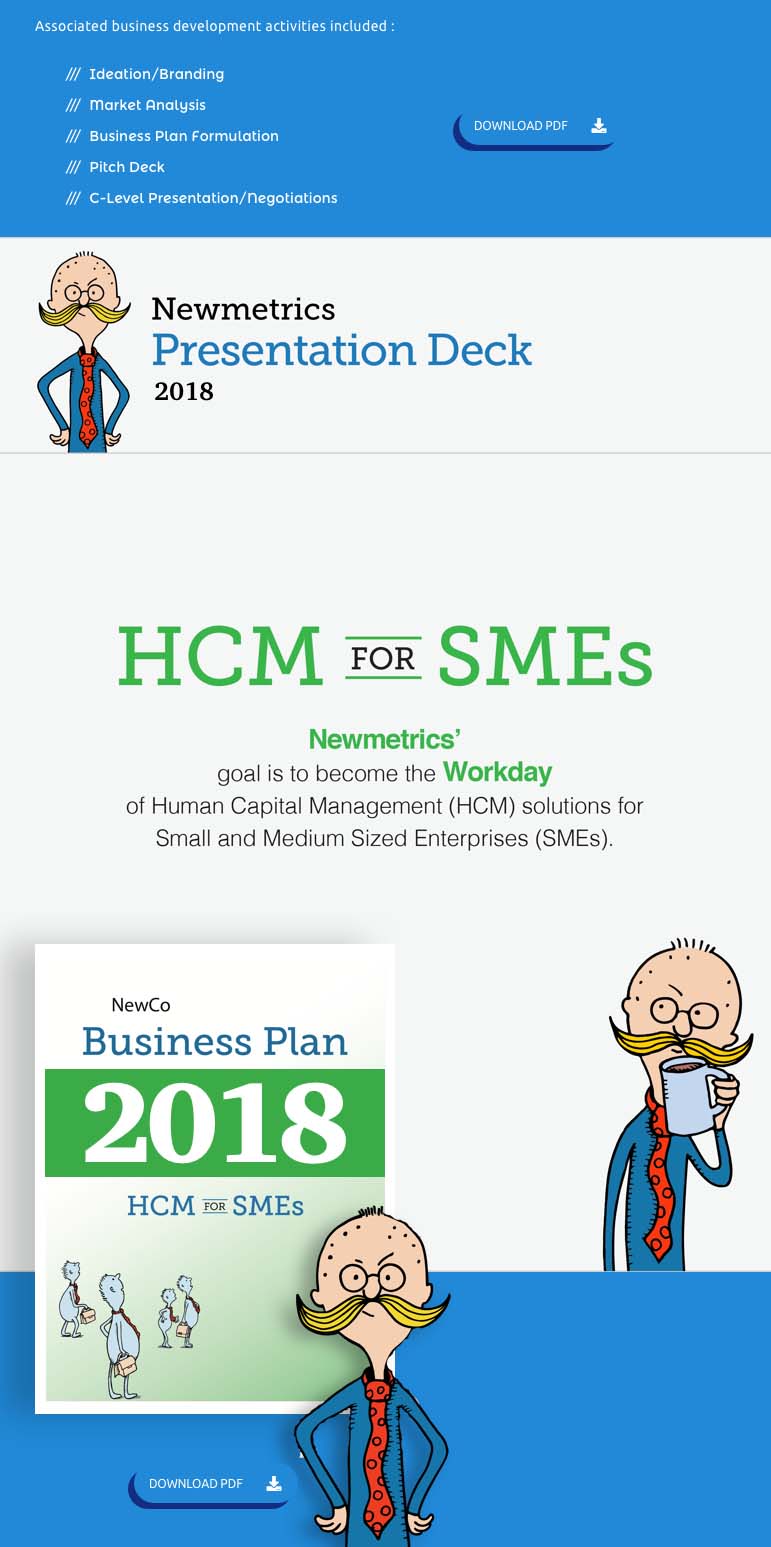 Associated business development activities included :
/// Ideation/Branding
/// Market Analysis
/// Business Plan Formulation
/// Pitch Deck
/// C-Level Presentation/Negotiations
DOWNLOAD PDF
Newmetrics
Presentation Deck
2018
HCM FOR SMEs
Newmetrics’
goal is to become the Workday
of Human Capital Management (HCM) solutions for
Small and Medium Sized Enterprises (SMEs).
NewCo
Business Plan
2018
HCM FOR SMEs
DOWNLOAD PDF